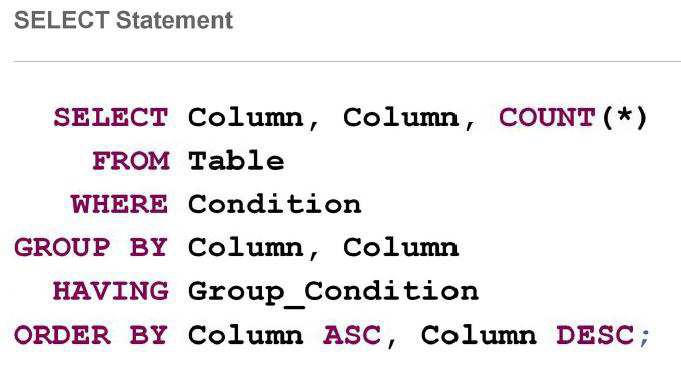 SELECT Statement
SELECT Column, Column, COUNT(*)
FROM Table
WHERE Condition
GROUP BY Column, Column
HAVING Group_Condition
ORDER BY Column ASC, Column DESC;